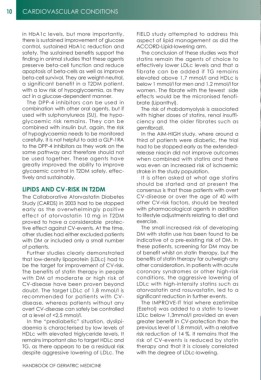 10 CARDIOVASCULAR CONDITIONS
in HbA1c levels, but more importantly,
there is sustained improvement of glucose
control, sustained HbA1c reduction and
safety. The sustained benefits support the
finding in animal studies that these agents
preserve beta-cell function and reduce
apoptosis of beta-cells as well as improve
beta-cell survival. They are weight-neutral,
a significant benefit in a T2DM patient,
with a low risk of hypoglycaemia, as they
act in a glucose-dependent manner.
The DPP-4 inhibitors can be used in
combination with other oral agents, but if
used with sulphonylureas (SU), the hypo-
glycaemic risk remains. They can be
combined with insulin but, again, the risk
of hypoglycaemia needs to be monitored
carefully. It is not helpful to add a GLP-1RA
to the DPP-4 inhibitors as they work on the
same pathway and therefore should not
be used together. These agents have
greatly improved the ability to improve
glycaemic control in T2DM safely, effec-
tively and sustainably.
LIPIDS AND CV-RISK IN T2DM
The Collaborative Atorvastatin Diabetes
Study (CARDS) in 2003 had to be stopped
early as the overwhelmingly positive
effect of atorvastatin 10 mg in T2DM
proved to have a considerable protec-
tive effect against CV-events. All the time,
other studies had either excluded patients
with DM or included only a small number
of patients.
Further studies clearly demonstrated
that low-density lipoprotein (LDL) had to
be the target for improvement of CV-risk.
The benefits of statin therapy in people
with DM at moderate or high risk of
CV-disease have been proven beyond
doubt. The target LDLc of 1.8 mmol/l is
recommended for patients with CV-
disease, whereas patients without any
overt CV-disease can safely be controlled
at a level of <2.5 mmol/l.
In the “prediabetic” situation, dyslipi-
daemia is characterised by low levels of
HDLc with elevated triglyceride levels. It
remains important also to target HDLc and
TG, as there appears to be a residual risk
despite aggressive lowering of LDLc. The
FIELD study attempted to address this
aspect of lipid management as did the
ACCORD-Lipid-lowering arm.
The conclusion of these studies was that
statins remain the agents of choice to
effectively lower LDLc levels and that a
fibrate can be added if TG remains
elevated above 1.7 mmol/l and HDLc is
below 1 mmol/l for men and 1.2 mmol/l for
women. The fibrate with the fewest side
effects would be the micronised fenofi-
brate (Lipanthyl).
The risk of rhabdomyolysis is associated
with higher doses of statins, renal insuffi-
ciency and the older fibrates such as
gemfibrozil.
In the AIM-HIGH study, where around a
third of patients were diabetic, the trial
had to be stopped early as the extended-
release niacin did not improve outcomes
when combined with statins and there
was even an increased risk of ischaemic
stroke in the study population.
It is often asked at what age statins
should be started and at present the
consensus is that those patients with overt
CV-disease or over the age of 40 with
other CV-risk factors, should be treated
with pharmacological agents in addition
to lifestyle adjustments relating to diet and
exercise.
The small increased risk of developing
DM with statin use has been found to be
indicative of a pre-existing risk of DM. In
these patients, screening for DM may be
of benefit whilst on statin therapy, but the
benefits of statin therapy far outweigh any
other consideration. In patients with acute
coronary syndromes or other high-risk
conditions, the aggressive lowering of
LDLc with high-intensity statins such as
atorvastatin and rosuvastatin, led to a
significant reduction in further events.
The IMPROVE-IT trial where ezetimibe
(Ezetrol) was added to a statin to lower
LDLc below 1.3mmol/l provided an even
greater benefit in CV-protection than the
previous level of 1.8 mmol/l, with a relative
risk reduction of 14 %. It remains that the
risk of CV-events is reduced by statin
therapy and that it is closely correlated
with the degree of LDLc-lowering.
HANDBOOK OF GERIATRIC MEDICINE